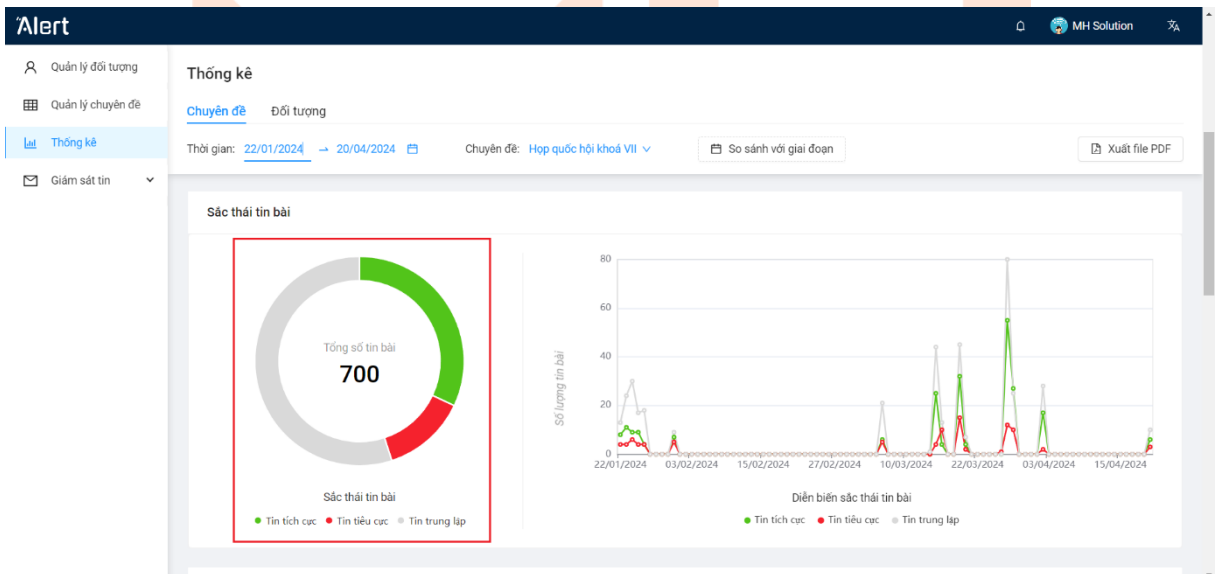 Alert
MH Solution
Quản lý đối tượng
Quản lý chuyên đề
Thống kê
Giám sát tin
Thống kê
Chuyên đề Đối tượng
Thời gian: 22/01/2024 → 20/04/2024 Chuyên đề: Họp quốc hội khoá VII So sánh với giai đoạn Xuất file PDF
Sắc thái tin bài
Tổng số tin bài
700
Sắc thái tin bài
Tin tích cực Tin tiêu cực Tin trung lập
Số lượng tin bài
80
60
40
20
0
22/01/2024 03/02/2024 15/02/2024 27/02/2024 10/03/2024 22/03/2024 03/04/2024 15/04/2024
Diễn biến sắc thái tin bài
Tin tích cực Tin tiêu cực Tin trung lập